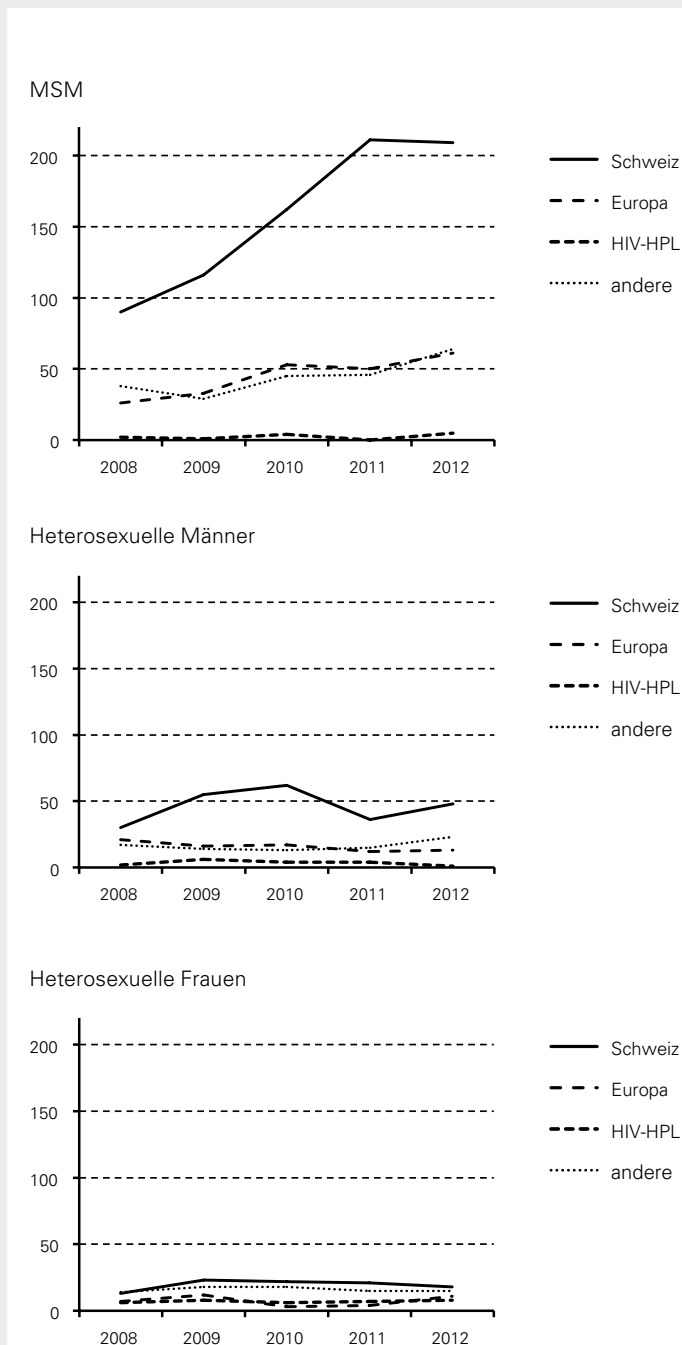 MSM
200
150
100
50
0
2008 2009 2010 2011 2012
Schweiz
Europa
HIV-HPL
andere
Heterosexuelle Männer
200
150
100
50
0
2008 2009 2010 2011 2012
Schweiz
Europa
HIV-HPL
andere
Heterosexuelle Frauen
200
150
100
50
0
2008 2009 2010 2011 2012
Schweiz
Europa
HIV-HPL
andere